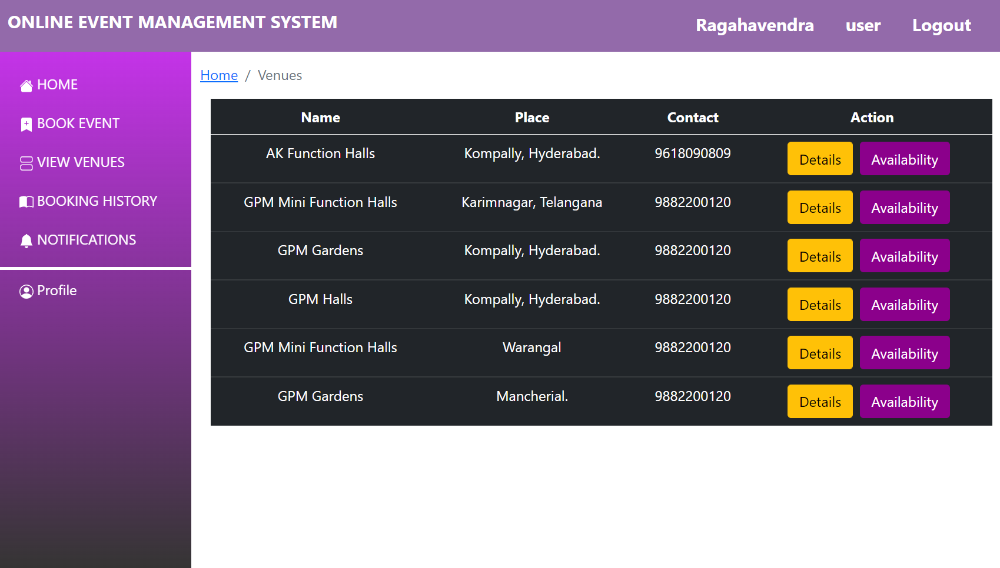 ONLINE EVENT MANAGEMENT SYSTEM
Ragahavendra user Logout
HOME
BOOK EVENT
VIEW VENUES
BOOKING HISTORY
NOTIFICATIONS
Profile
Home / Venues
Name Place Contact Action
AK Function Halls Kompally, Hyderabad. 9618090809 Details Availability
GPM Mini Function Halls Karimnagar, Telangana 9882200120 Details Availability
GPM Gardens Kompally, Hyderabad. 9882200120 Details Availability
GPM Halls Kompally, Hyderabad. 9882200120 Details Availability
GPM Mini Function Halls Warangal 9882200120 Details Availability
GPM Gardens Mancherial. 9882200120 Details Availability